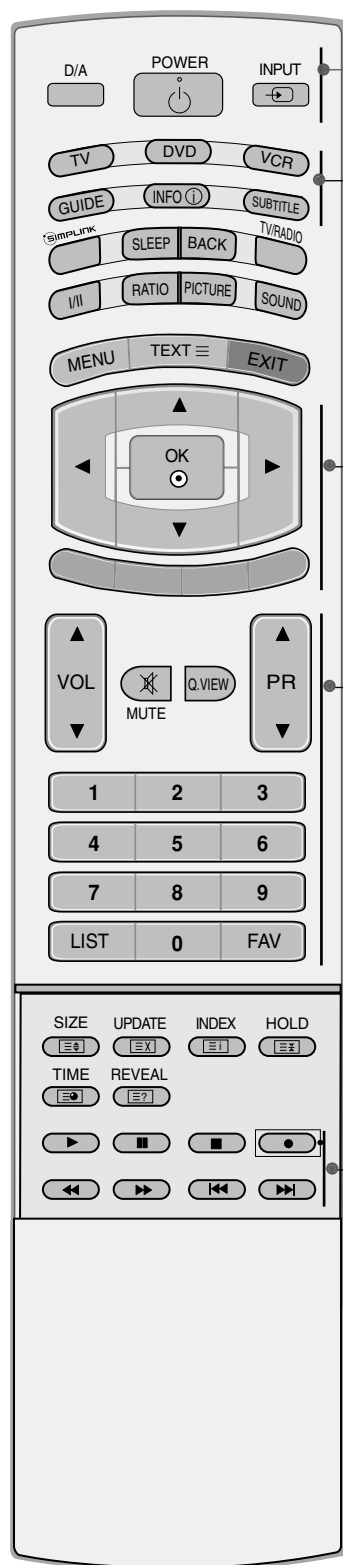 D/A POWER INPUT
TV DVD VCR
GUIDE INFO ⓘ SUBTITLE
SIMPLINK SLEEP BACK TV/RADIO
I/II RATIO PICTURE SOUND
MENU TEXT EXIT
OK
VOL MUTE Q.VIEW PR
1 2 3
4 5 6
7 8 9
LIST 0 FAV
SIZE UPDATE INDEX HOLD
TIME REVEAL